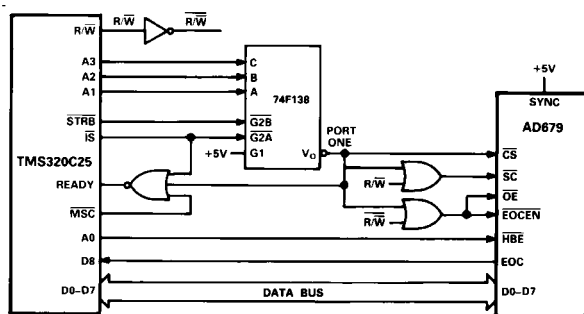 R/W̅ R/W̅ R̅/̅W̅̅
+5V
A3 C
A2 B
A1 A
74F138
SYNC
AD679
S̅T̅R̅B̅ G̅2̅B̅
PORT ONE
I̅S̅ G̅2̅A̅
TMS320C25
+5V G1 V₀ C̅S̅
R/W̅ S̅C̅
READY O̅E̅
M̅S̅C̅ R̅/̅W̅̅ E̅O̅C̅E̅N̅
A0 H̅B̅E̅
D8 EOC
D0–D7 DATA BUS D0–D7